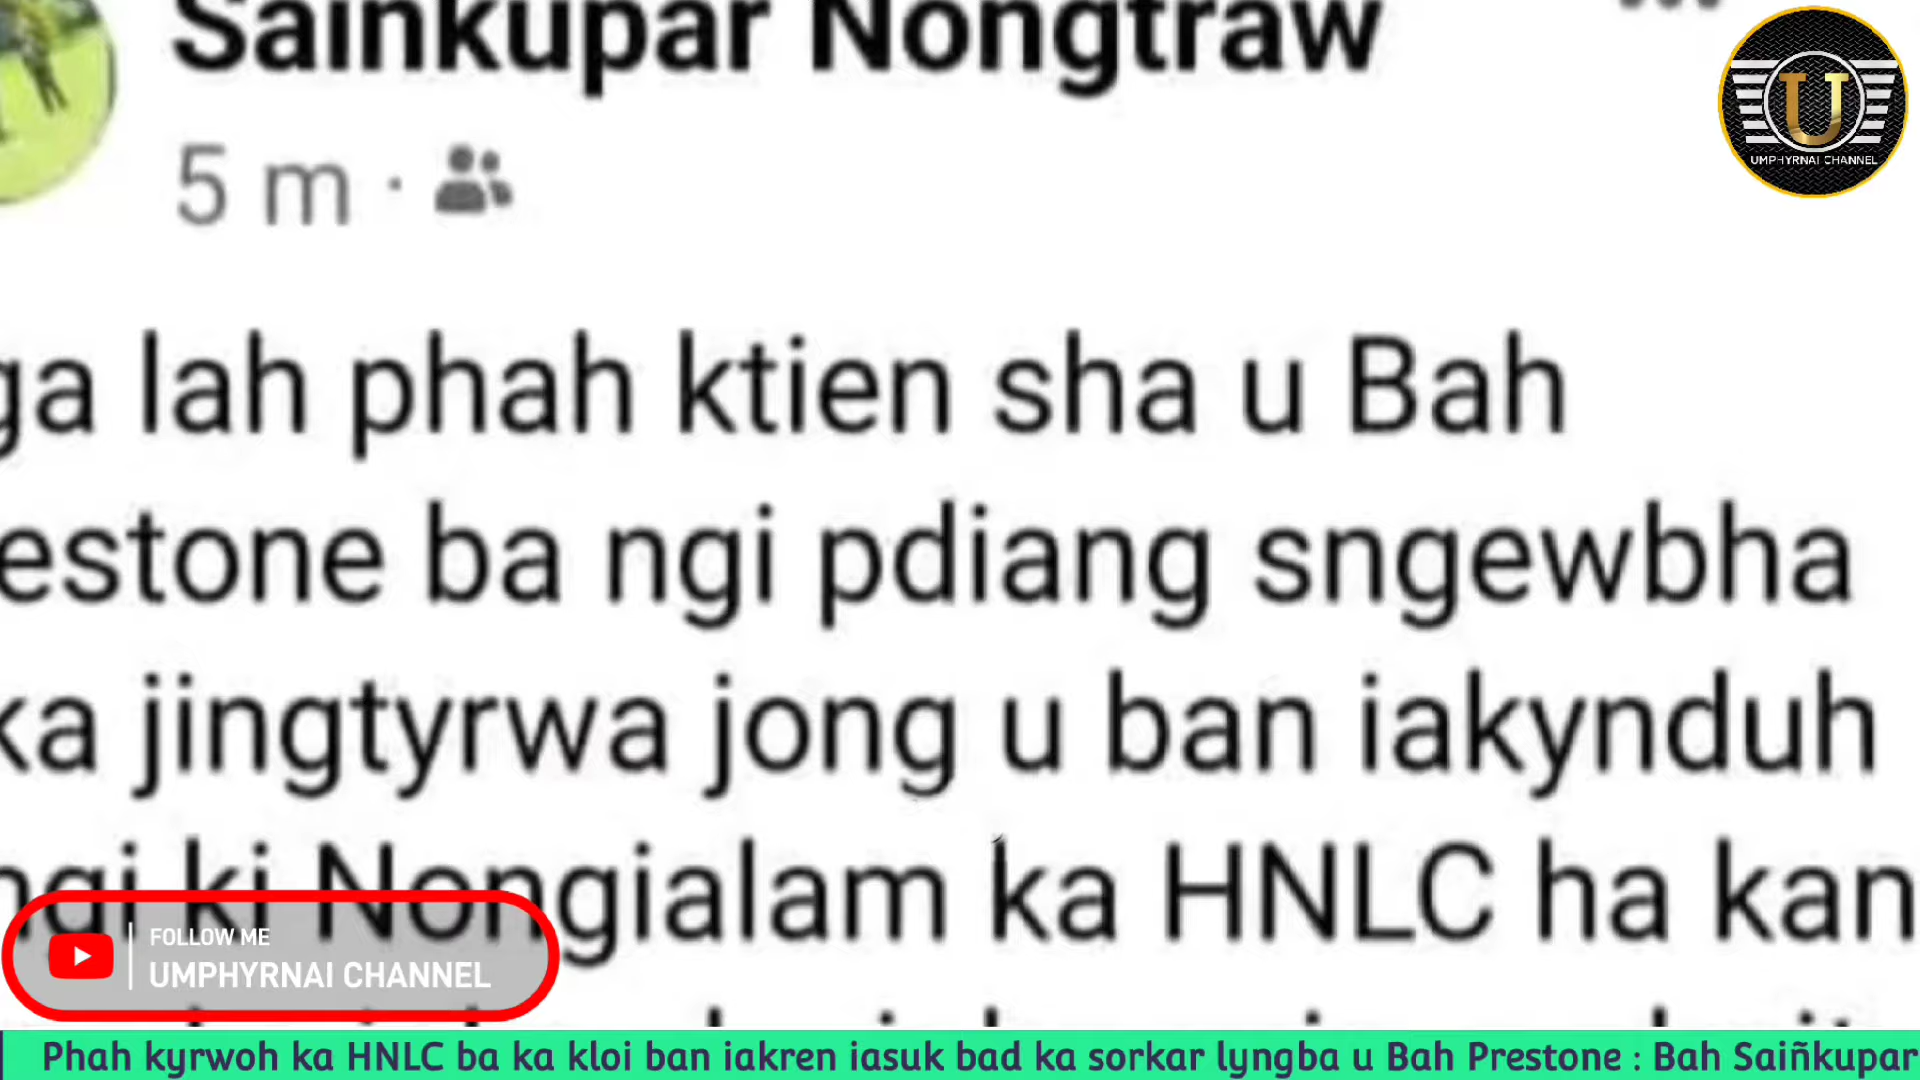 Sainkupar Nongtraw
5 m ·
ga lah phah ktien sha u Bah
estone ba ngi pdiang sngewbha
ka jingtyrwa jong u ban iakynduh
ngi ki Nongialam ka HNLC ha kan
UMPHYRNAI CHANNEL
FOLLOW ME
UMPHYRNAI CHANNEL
Phah kyrwoh ka HNLC ba ka kloi ban iakren iasuk bad ka sorkar lyngba u Bah Prestone : Bah Saiñkupar